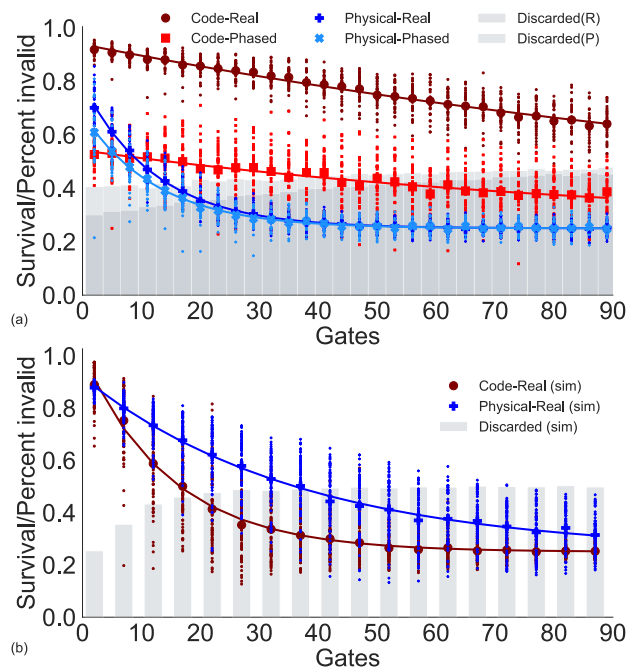 Code-Real Physical-Real Discarded(R)
Code-Phased Physical-Phased Discarded(P)
Survival/Percent invalid
1.0
0.8
0.6
0.4
0.2
0.0
0 10 20 30 40 50 60 70 80 90
(a) Gates
Code-Real (sim)
Physical-Real (sim)
Discarded (sim)
Survival/Percent invalid
1.0
0.8
0.6
0.4
0.2
0.0
0 10 20 30 40 50 60 70 80 90
(b) Gates